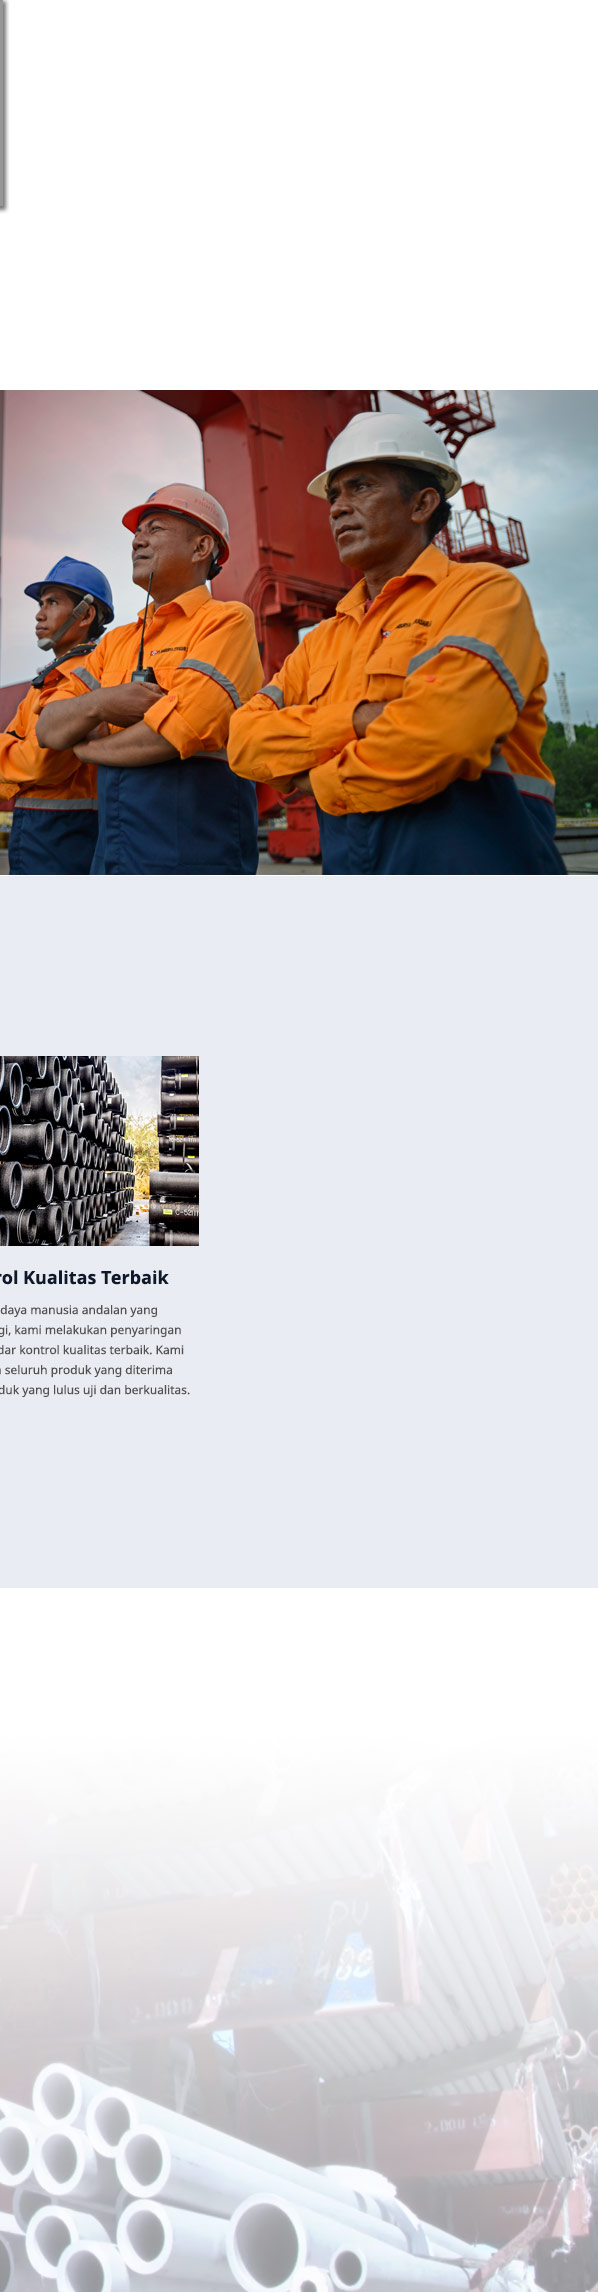 rol Kualitas Terbaik
daya manusia andalan yang
gi, kami melakukan penyaringan
dar kontrol kualitas terbaik. Kami
seluruh produk yang diterima
duk yang lulus uji dan berkualitas.